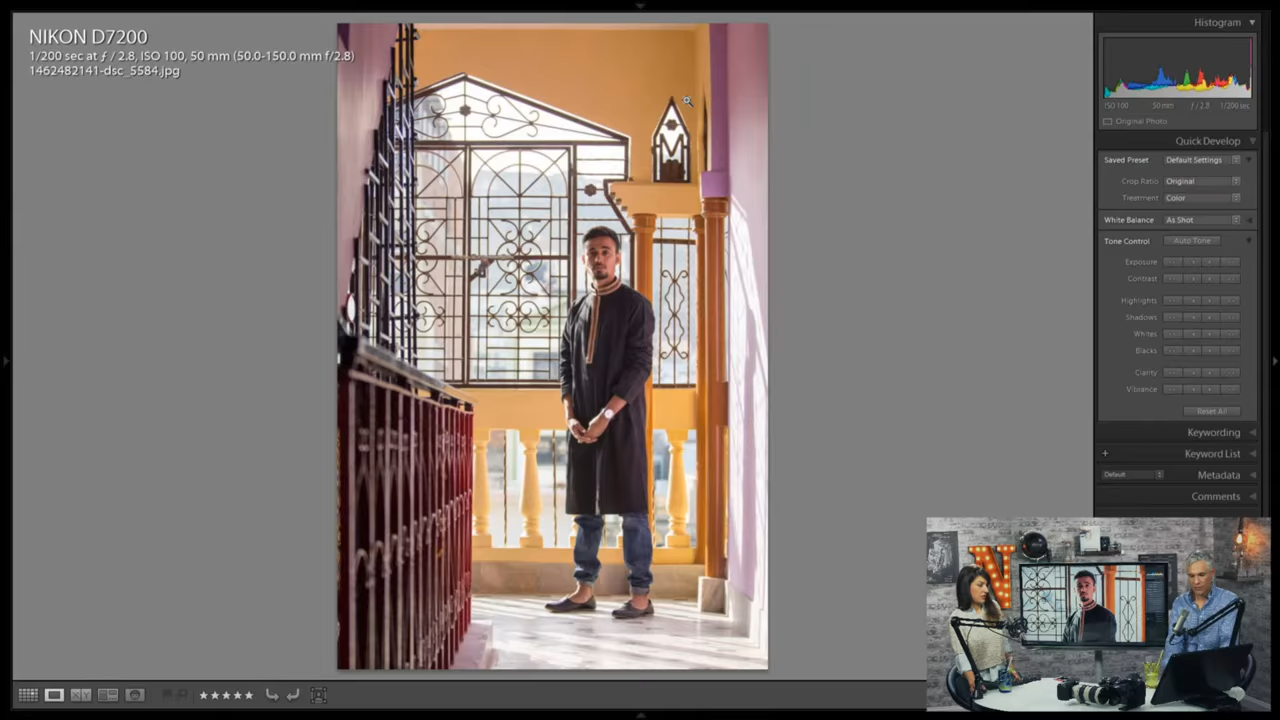 NIKON D7200
1/200 sec at ƒ / 2.8, ISO 100, 50 mm (50.0-150.0 mm f/2.8)
1462482141-dsc_5584.jpg
M
Histogram
ISO 100 50 mm ƒ / 2.8 1/200 sec
Original Photo
Quick Develop
Saved Preset Default Settings
Crop Ratio Original
Treatment Color
White Balance As Shot
Tone Control Auto Tone
Exposure
Contrast
Highlights
Shadows
Whites
Blacks
Clarity
Vibrance
Reset All
Keywording
+ Keyword List
Default Metadata
Comments
N
XY